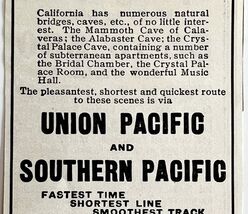 California has numerous natural
bridges, caves, etc., of no little inter-
est. The Mammoth Cave of Cala-
veras; the Alabaster Cave; the Crys-
tal Palace Cave, containing a number
of subterranean apartments, such as
the Bridal Chamber, the Crystal Pal-
ace Room, and the wonderful Music
Hall.
The pleasantest, shortest and quickest route
to these scenes is via
UNION PACIFIC
AND
SOUTHERN PACIFIC
FASTEST TIME
SHORTEST LINE
SMOOTHEST TRACK